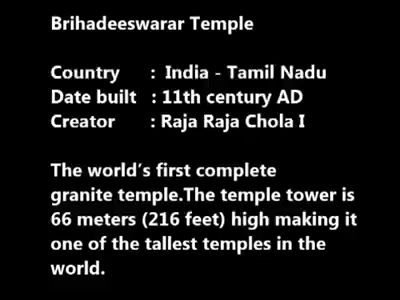 Brihadeeswarar Temple
Country : India - Tamil Nadu
Date built : 11th century AD
Creator : Raja Raja Chola I
The world's first complete
granite temple.The temple tower is
66 meters (216 feet) high making it
one of the tallest temples in the
world.